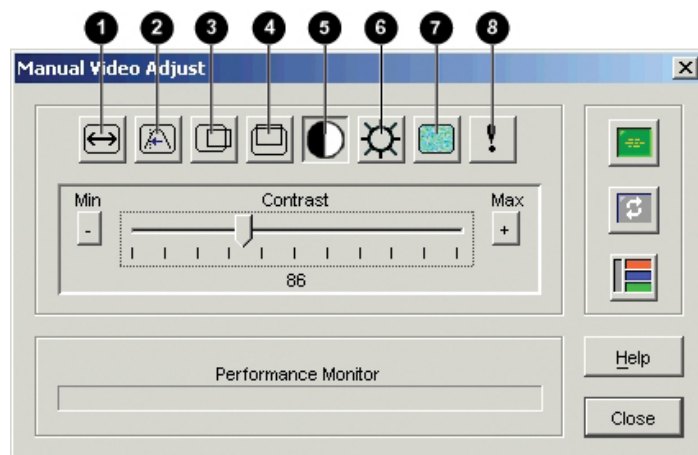 1 2 3 4 5 6 7 8
Manual Video Adjust
Min Contrast Max
- +
86
Performance Monitor
Help
Close